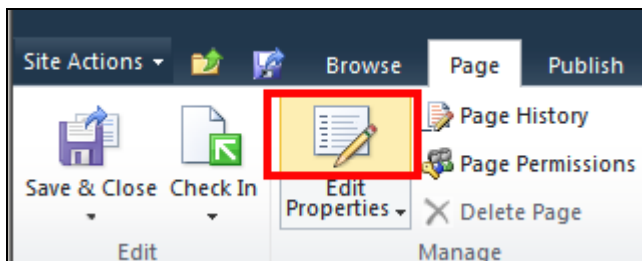 Site Actions Browse Page Publish
Save & Close
Check In
Edit
Properties
Page History
Page Permissions
Delete Page
Edit
Manage